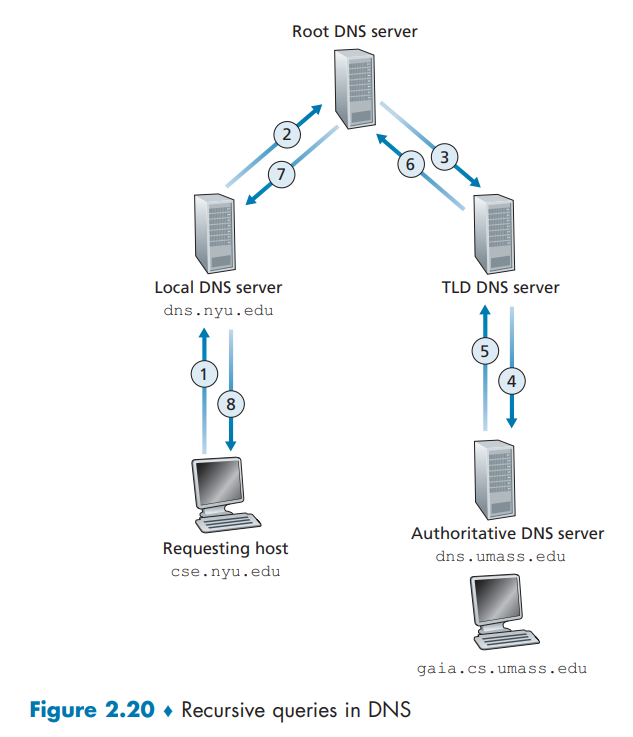 Root DNS server
2
3
7
6
Local DNS server
dns.nyu.edu
TLD DNS server
1
8
5
4
Requesting host
cse.nyu.edu
Authoritative DNS server
dns.umass.edu
gaia.cs.umass.edu
Figure 2.20 ♦ Recursive queries in DNS